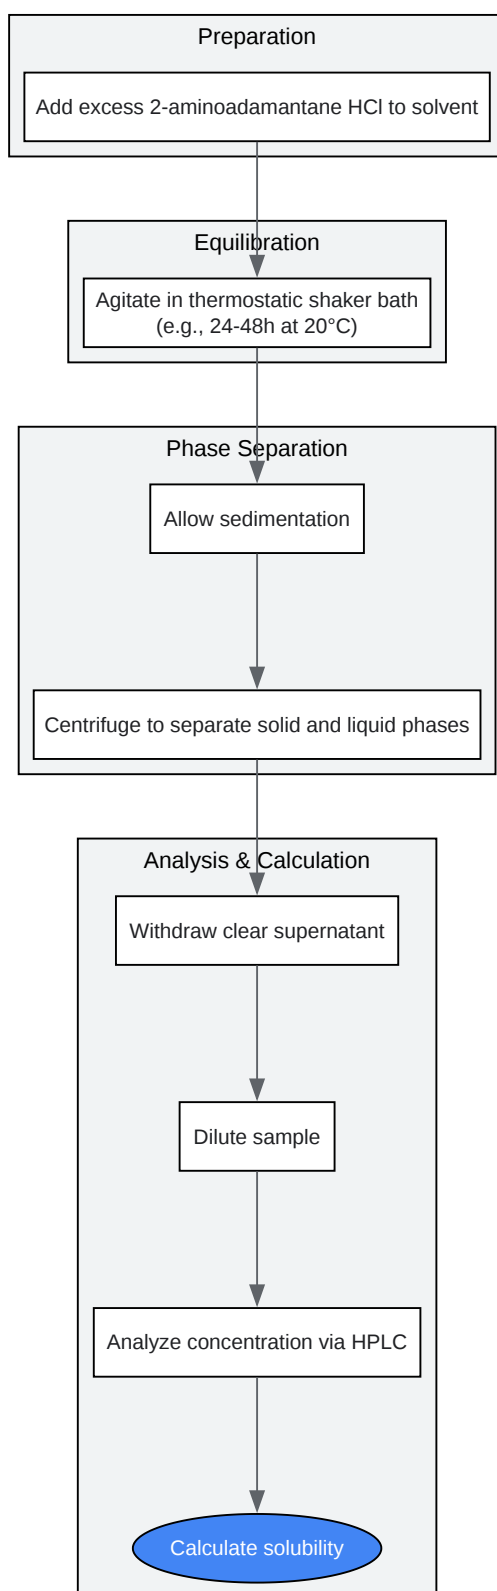 Preparation
Add excess 2-aminoadamantane HCl to solvent
Equilibration
Agitate in thermostatic shaker bath
(e.g., 24-48h at 20°C)
Phase Separation
Allow sedimentation
Centrifuge to separate solid and liquid phases
Analysis & Calculation
Withdraw clear supernatant
Dilute sample
Analyze concentration via HPLC
Calculate solubility